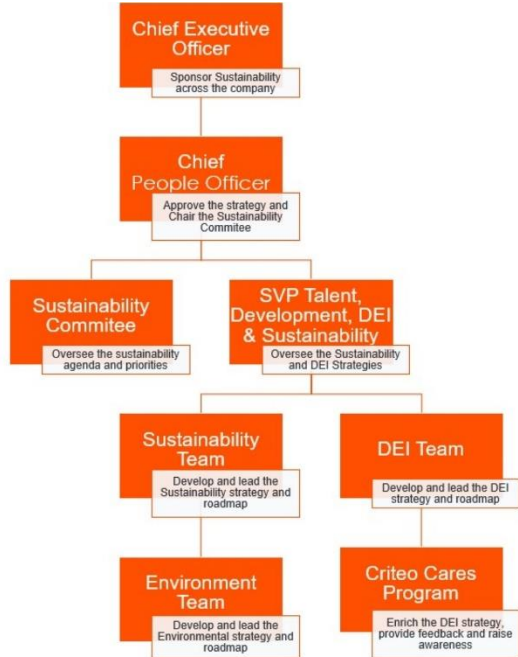 Chief Executive
Officer
Sponsor Sustainability
across the company
Chief
People Officer
Approve the strategy and
Chair the Sustainability
Commitee
Sustainability
Commitee
Oversee the sustainability
agenda and priorities
SVP Talent,
Development, DEI
& Sustainability
Oversee the Sustainability
and DEI Strategies
Sustainability
Team
Develop and lead the
Sustainability strategy and
roadmap
DEI Team
Develop and lead the DEI
strategy and roadmap
Environment
Team
Develop and lead the
Environmental strategy and
roadmap
Criteo Cares
Program
Enrich the DEI strategy,
provide feedback and raise
awareness